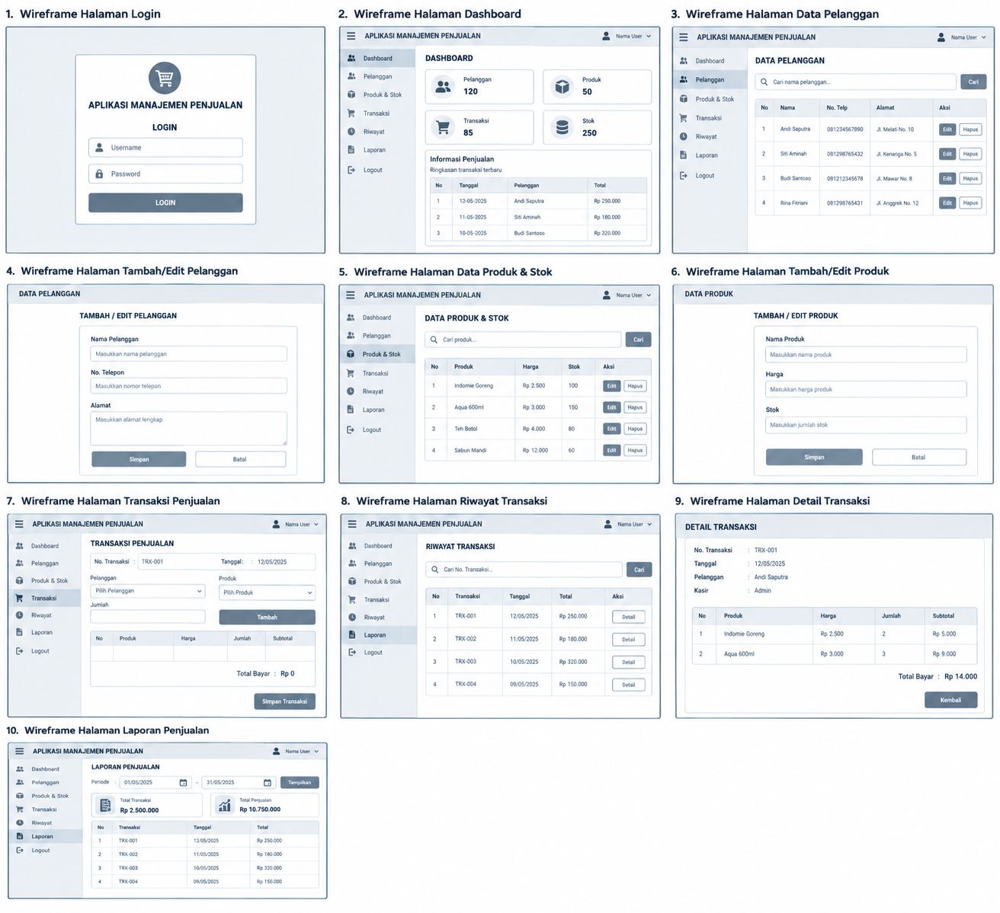 1. Wireframe Halaman Login
APLIKASI MANAJEMEN PENJUALAN
LOGIN
Username
Password
LOGIN
2. Wireframe Halaman Dashboard
APLIKASI MANAJEMEN PENJUALAN Nama User
Dashboard
Pelanggan
Produk & Stok
Transaksi
Riwayat
Laporan
Logout
DASHBOARD
Pelanggan
120
Produk
50
Transaksi
85
Stok
250
Informasi Penjualan
Ringkasan transaksi terbaru
No Tanggal Pelanggan Total
1 12-05-2025 Andi Saputra Rp 250.000
2 11-05-2025 Siti Aminah Rp 180.000
3 10-05-2025 Budi Santoso Rp 320.000
3. Wireframe Halaman Data Pelanggan
APLIKASI MANAJEMEN PENJUALAN Nama User
Dashboard
Pelanggan
Produk & Stok
Transaksi
Riwayat
Laporan
Logout
DATA PELANGGAN
Cari nama pelanggan... Cari
No Nama No. Telp Alamat Aksi
1 Andi Saputra 081234567890 Jl. Melati No. 10 Edit Hapus
2 Siti Aminah 081298765432 Jl. Kenanga No. 5 Edit Hapus
3 Budi Santoso 081212345678 Jl. Mawar No. 8 Edit Hapus
4 Rina Fitriani 081298765431 Jl. Anggrek No. 12 Edit Hapus
4. Wireframe Halaman Tambah/Edit Pelanggan
DATA PELANGGAN
TAMBAH / EDIT PELANGGAN
Nama Pelanggan
Masukkan nama pelanggan
No. Telepon
Masukkan nomor telepon
Alamat
Masukkan alamat lengkap
Simpan Batal
5. Wireframe Halaman Data Produk & Stok
APLIKASI MANAJEMEN PENJUALAN Nama User
Dashboard
Pelanggan
Produk & Stok
Transaksi
Riwayat
Laporan
Logout
DATA PRODUK & STOK
Cari produk... Cari
No Produk Harga Stok Aksi
1 Indomie Goreng Rp 2.500 100 Edit Hapus
2 Aqua 600ml Rp 3.000 150 Edit Hapus
3 Teh Botol Rp 4.000 80 Edit Hapus
4 Sabun Mandi Rp 12.000 60 Edit Hapus
6. Wireframe Halaman Tambah/Edit Produk
DATA PRODUK
TAMBAH / EDIT PRODUK
Nama Produk
Masukkan nama produk
Harga
Masukkan harga produk
Stok
Masukkan jumlah stok
Simpan Batal
7. Wireframe Halaman Transaksi Penjualan
APLIKASI MANAJEMEN PENJUALAN Nama User
Dashboard
Pelanggan
Produk & Stok
Transaksi
Riwayat
Laporan
Logout
TRANSAKSI PENJUALAN
No. Transaksi : TRX-001 Tanggal: : 12/05/2025
Pelanggan Produk
Pilih Pelanggan Pilih Produk
Jumlah
Tambah
No Produk Harga Jumlah Subtotal
Total Bayar : Rp 0
Simpan Transaksi
8. Wireframe Halaman Riwayat Transaksi
APLIKASI MANAJEMEN PENJUALAN Nama User
Dashboard
Pelanggan
Produk & Stok
Transaksi
Riwayat
Laporan
Logout
RIWAYAT TRANSAKSI
Cari No. Transaksi... Cari
No Transaksi Tanggal Total Aksi
1 TRX-001 12/05/2025 Rp 250.000 Detail
2 TRX-002 11/05/2025 Rp 180.000 Detail
3 TRX-003 10/05/2025 Rp 320.000 Detail
4 TRX-004 09/05/2025 Rp 150.000 Detail
9. Wireframe Halaman Detail Transaksi
DETAIL TRANSAKSI
No. Transaksi : TRX-001
Tanggal : 12/05/2025
Pelanggan : Andi Saputra
Kasir : Admin
No Produk Harga Jumlah Subtotal
1 Indomie Goreng Rp 2.500 2 Rp 5.000
2 Aqua 600ml Rp 3.000 3 Rp 9.000
Total Bayar : Rp 14.000
Kembali
10. Wireframe Halaman Laporan Penjualan
APLIKASI MANAJEMEN PENJUALAN Nama User
Dashboard
Pelanggan
Produk & Stok
Transaksi
Riwayat
Laporan
Logout
LAPORAN PENJUALAN
Periode : 01/05/2025 - 31/05/2025 Tampilkan
Total Transaksi
Rp 2.500.000
Total Penjualan
Rp 10.750.000
No Transaksi Tanggal Total
1 TRX-001 12/05/2025 Rp 250.000
2 TRX-002 11/05/2025 Rp 180.000
3 TRX-003 10/05/2025 Rp 320.000
4 TRX-004 09/05/2025 Rp 150.000